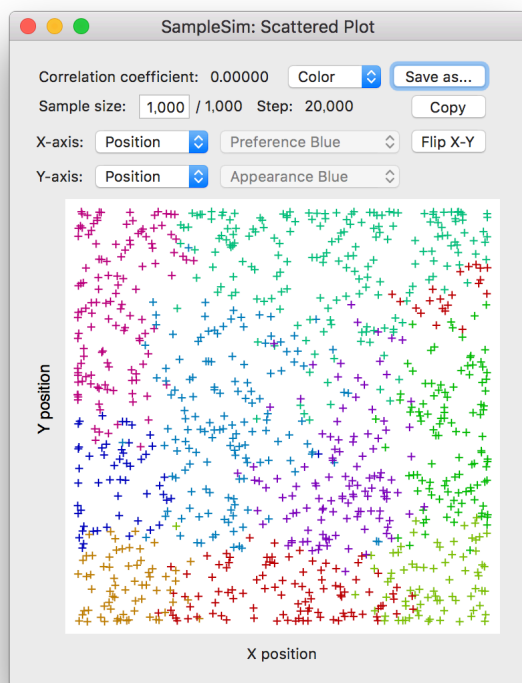 SampleSim: Scattered Plot
Correlation coefficient: 0.00000 Color Save as...
Sample size: 1,000 / 1,000 Step: 20,000 Copy
X-axis: Position Preference Blue Flip X-Y
Y-axis: Position Appearance Blue
Y position
X position